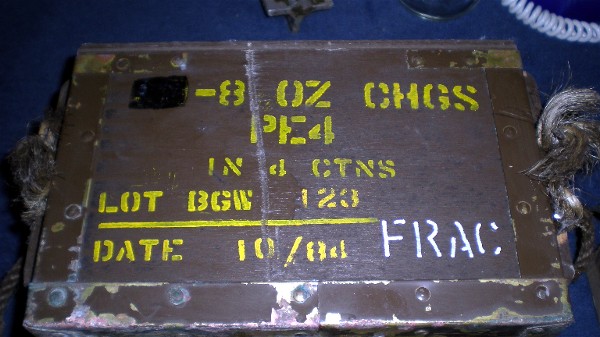 -8 OZ CHGS
PE4
IN 4 CTNS
LOT BGW 123
DATE 10/84
FRAC